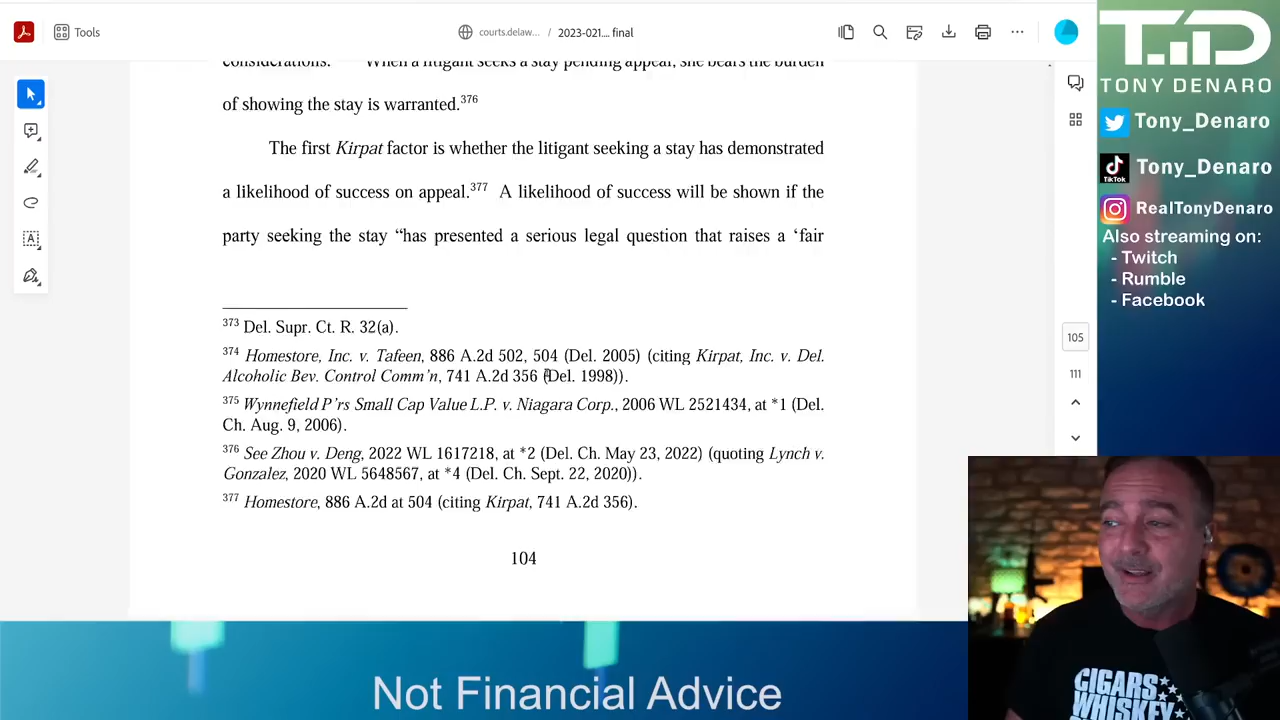 Tools
courts.delaw... / 2023-021.... final
considerations. When a litigant seeks a stay pending appeal, she bears the burden
of showing the stay is warranted.376
The first Kirpat factor is whether the litigant seeking a stay has demonstrated
a likelihood of success on appeal.377 A likelihood of success will be shown if the
party seeking the stay “has presented a serious legal question that raises a ‘fair
373 Del. Supr. Ct. R. 32(a).
374 Homestore, Inc. v. Tafeen, 886 A.2d 502, 504 (Del. 2005) (citing Kirpat, Inc. v. Del.
Alcoholic Bev. Control Comm’n, 741 A.2d 356 (Del. 1998)).
375 Wynnefield P’rs Small Cap Value L.P. v. Niagara Corp., 2006 WL 2521434, at *1 (Del.
Ch. Aug. 9, 2006).
376 See Zhou v. Deng, 2022 WL 1617218, at *2 (Del. Ch. May 23, 2022) (quoting Lynch v.
Gonzalez, 2020 WL 5648567, at *4 (Del. Ch. Sept. 22, 2020)).
377 Homestore, 886 A.2d at 504 (citing Kirpat, 741 A.2d 356).
104
105
111
TD
TONY DENARO
Tony_Denaro
TikTok
Tony_Denaro
RealTonyDenaro
Also streaming on:
- Twitch
- Rumble
- Facebook
Not Financial Advice
CIGARS
WHISKEY